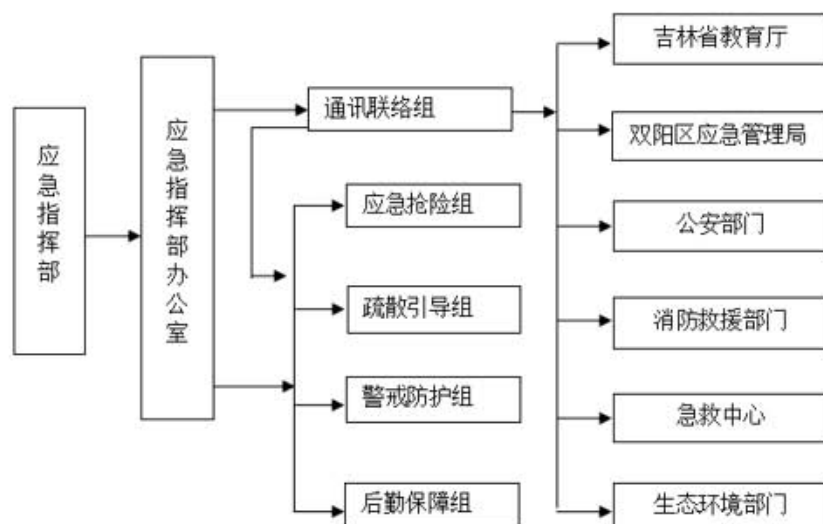 应急指挥部
应急指挥部办公室
通讯联络组
应急抢险组
疏散引导组
警戒防护组
后勤保障组
吉林省教育厅
双阳区应急管理局
公安部门
消防救援部门
急救中心
生态环境部门